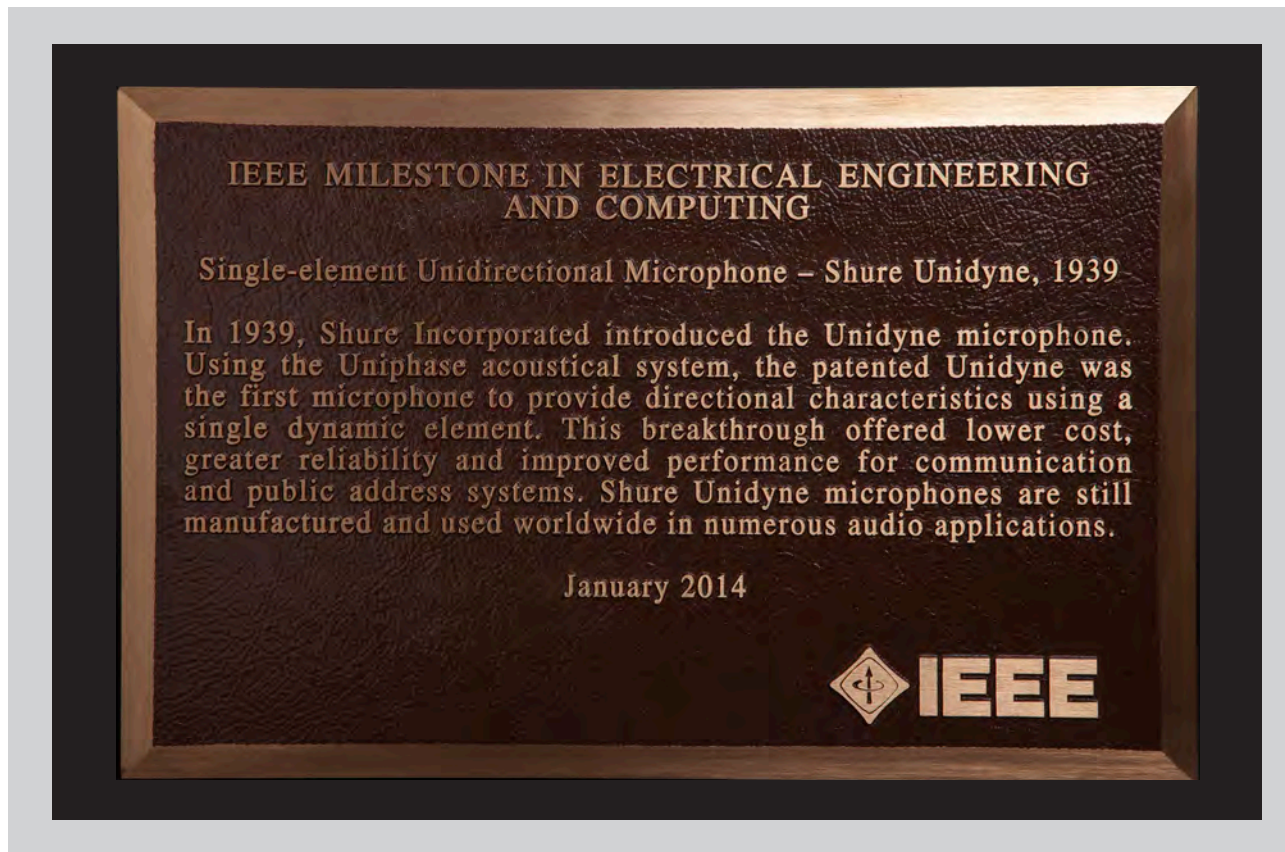 IEEE MILESTONE IN ELECTRICAL ENGINEERING
AND COMPUTING
Single-element Unidirectional Microphone – Shure Unidyne, 1939
In 1939, Shure Incorporated introduced the Unidyne microphone.
Using the Uniphase acoustical system, the patented Unidyne was
the first microphone to provide directional characteristics using a
single dynamic element. This breakthrough offered lower cost,
greater reliability and improved performance for communication
and public address systems. Shure Unidyne microphones are still
manufactured and used worldwide in numerous audio applications.
January 2014
IEEE